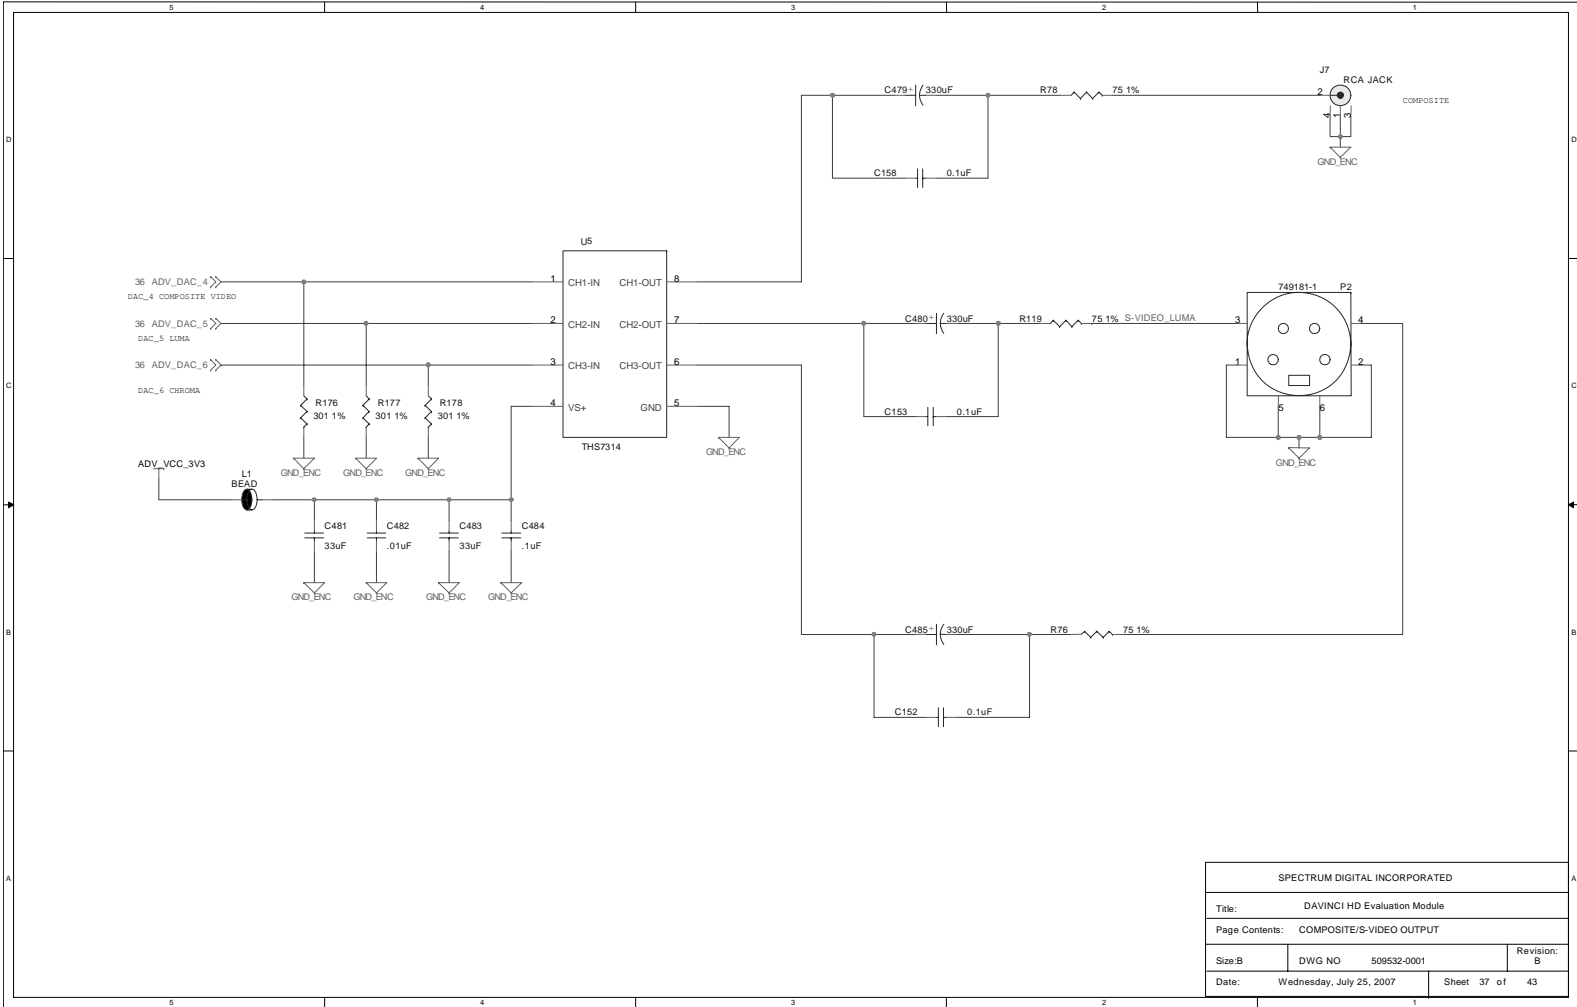 5 4 3 2 1
D
D
C
C
B
B
A
A
J7
RCA JACK
COMPOSITE
2
4
1
3
GND_ENC
C479
+
330uF
R78
75 1%
C158
0.1uF
U5
36 ADV_DAC_4
DAC_4 COMPOSITE VIDEO
36 ADV_DAC_5
DAC_5 LUMA
36 ADV_DAC_6
DAC_6 CHROMA
1 CH1-IN CH1-OUT 8
2 CH2-IN CH2-OUT 7
3 CH3-IN CH3-OUT 6
4 VS+ GND 5
THS7314
GND_ENC
R176
301 1%
R177
301 1%
R178
301 1%
GND_ENC GND_ENC GND_ENC
ADV_VCC_3V3
L1
BEAD
C481
33uF
C482
.01uF
C483
33uF
C484
.1uF
GND_ENC GND_ENC GND_ENC GND_ENC
C480
+
330uF
R119
75 1%
S-VIDEO_LUMA
C153
0.1uF
749181-1 P2
3
4
1
2
5
6
GND_ENC
C485
+
330uF
R76
75 1%
C152
0.1uF
SPECTRUM DIGITAL INCORPORATED
Title: DAVINCI HD Evaluation Module
Page Contents: COMPOSITE/S-VIDEO OUTPUT
Size:B DWG NO 509532-0001 Revision: B
Date: Wednesday, July 25, 2007 Sheet 37 of 43
5 4 3 2 1